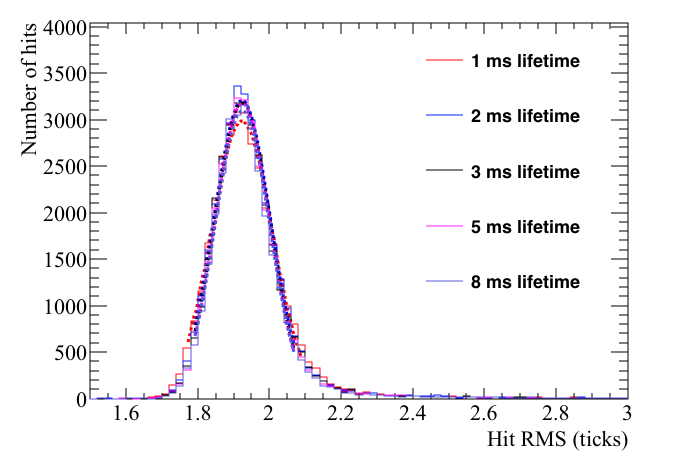 Number of hits
4000
3500
3000
2500
2000
1500
1000
500
0
1 ms lifetime
2 ms lifetime
3 ms lifetime
5 ms lifetime
8 ms lifetime
1.6 1.8 2 2.2 2.4 2.6 2.8 3
Hit RMS (ticks)